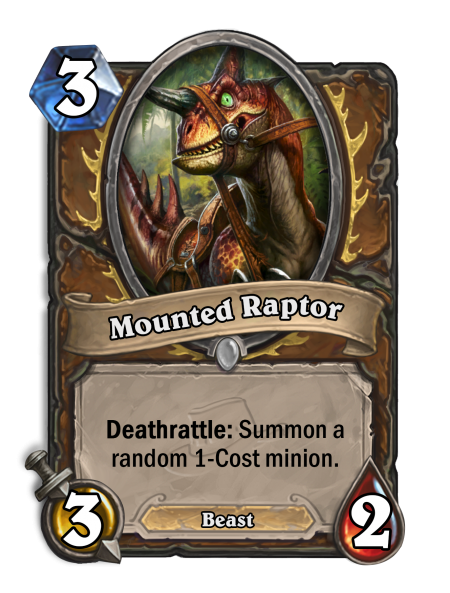 3
Mounted Raptor
Deathrattle: Summon a
random 1-Cost minion.
3
Beast
2